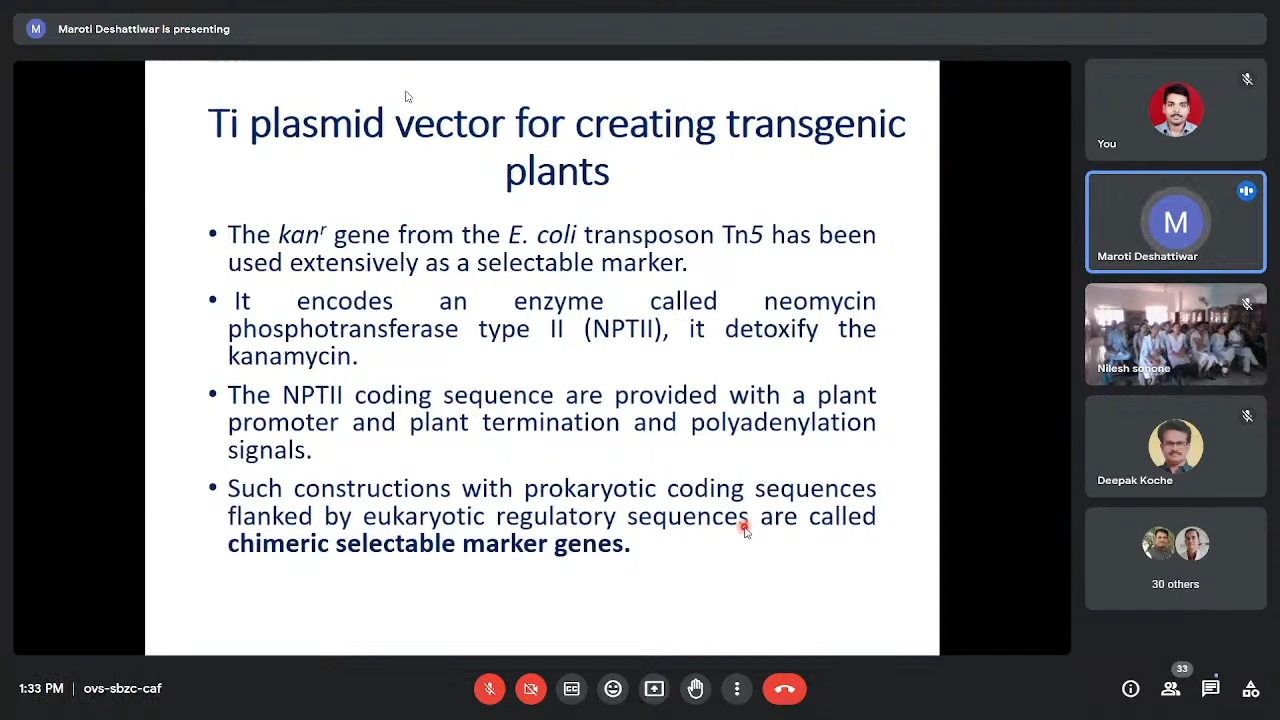 M Maroti Deshattiwar is presenting
Ti plasmid vector for creating transgenic
plants
• The kanʳ gene from the E. coli transposon Tn5 has been
used extensively as a selectable marker.
• It encodes an enzyme called neomycin
phosphotransferase type II (NPTII), it detoxify the
kanamycin.
• The NPTII coding sequence are provided with a plant
promoter and plant termination and polyadenylation
signals.
• Such constructions with prokaryotic coding sequences
flanked by eukaryotic regulatory sequences are called
chimeric selectable marker genes.
You
M
Maroti Deshattiwar
Nilesh sonone
Deepak Koche
30 others
1:33 PM | ovs-sbzc-caf
33